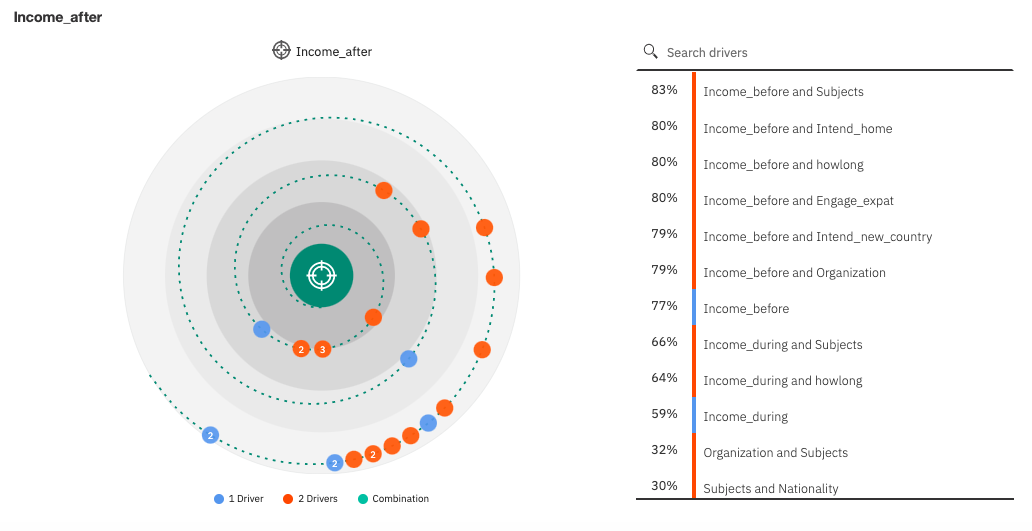 Income_after
Income_after
2
3
2
2
2
1 Driver
2 Drivers
Combination
Search drivers
83% Income_before and Subjects
80% Income_before and Intend_home
80% Income_before and howlong
80% Income_before and Engage_expat
79% Income_before and Intend_new_country
79% Income_before and Organization
77% Income_before
66% Income_during and Subjects
64% Income_during and howlong
59% Income_during
32% Organization and Subjects
30% Subjects and Nationality